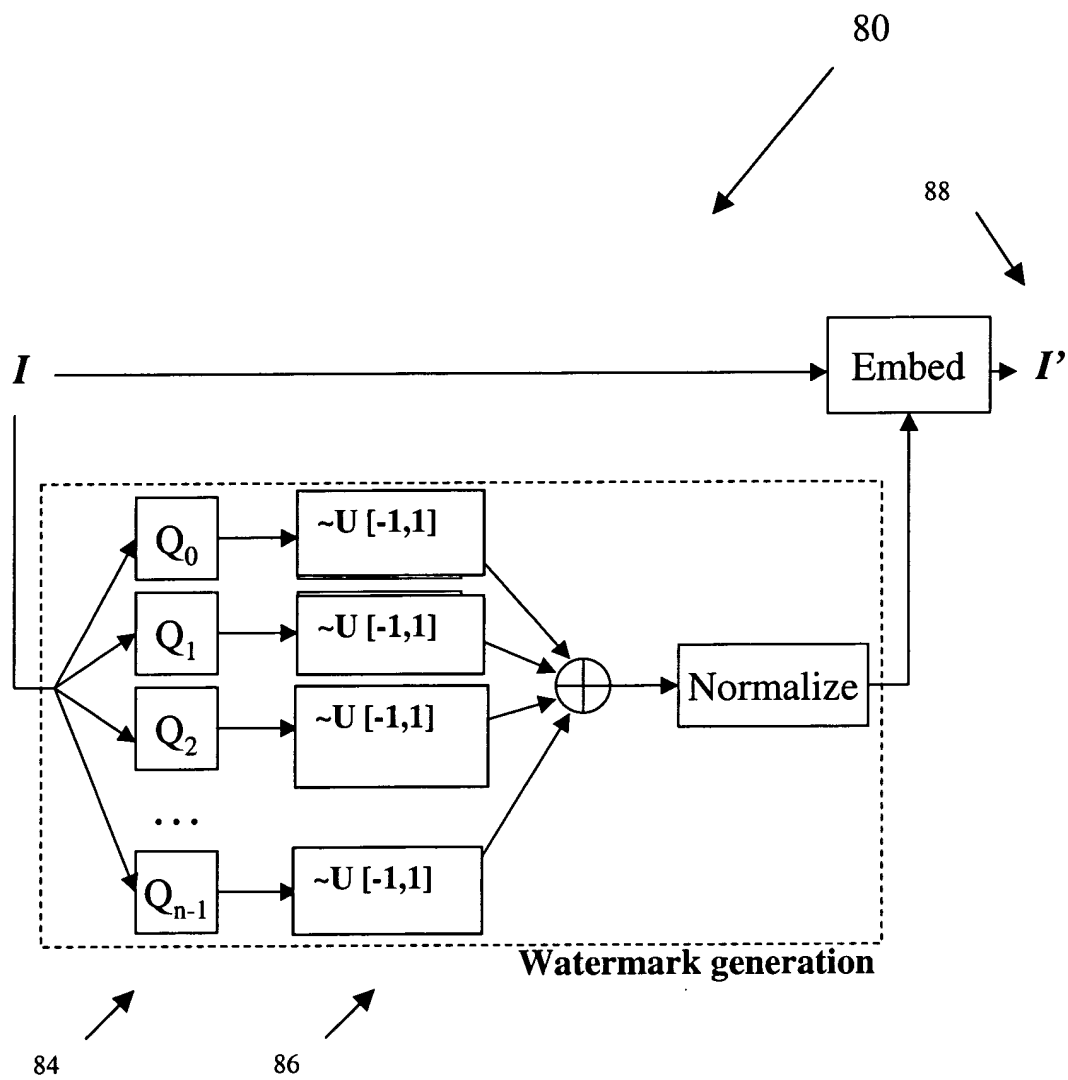 80
88
I
Embed
I’
Q0
~U [-1,1]
Q1
~U [-1,1]
Q2
~U [-1,1]
Normalize
...
Qn-1
~U [-1,1]
Watermark generation
84
86